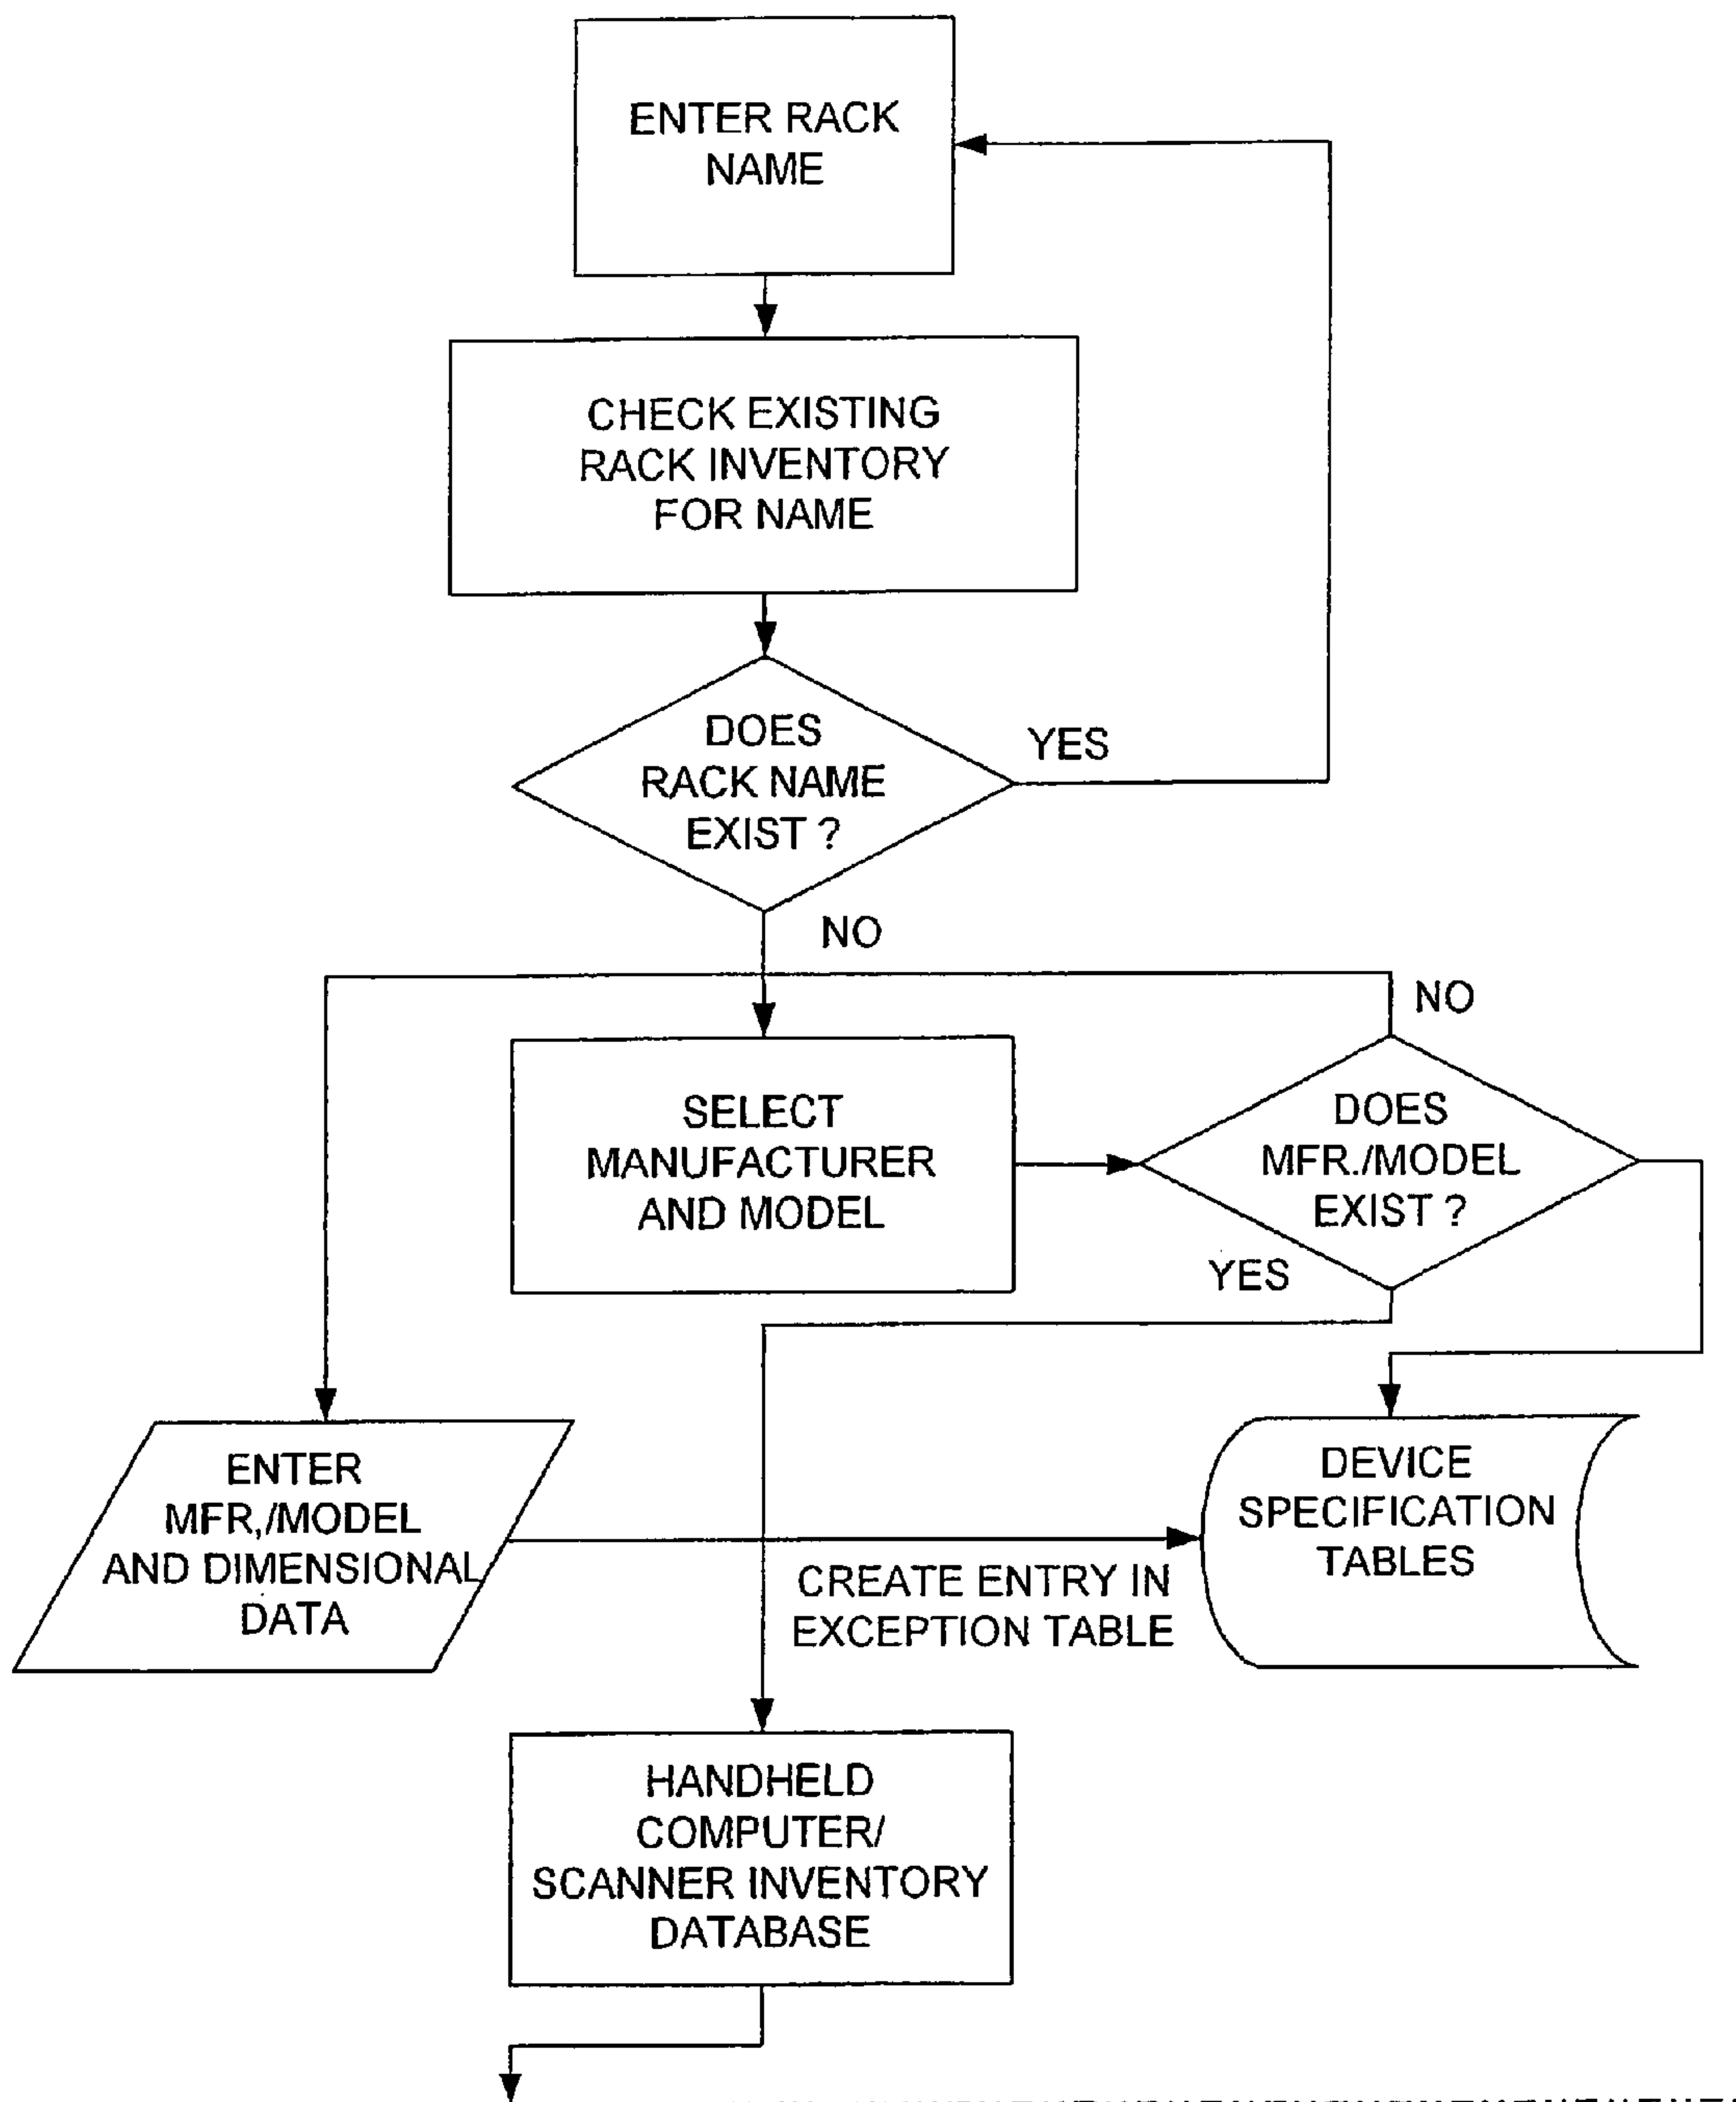 ENTER RACK
NAME
CHECK EXISTING
RACK INVENTORY
FOR NAME
DOES
RACK NAME
EXIST ?
YES
NO
NO
SELECT
MANUFACTURER
AND MODEL
DOES
MFR./MODEL
EXIST ?
YES
ENTER
MFR,/MODEL
AND DIMENSIONAL
DATA
DEVICE
SPECIFICATION
TABLES
CREATE ENTRY IN
EXCEPTION TABLE
HANDHELD
COMPUTER/
SCANNER INVENTORY
DATABASE